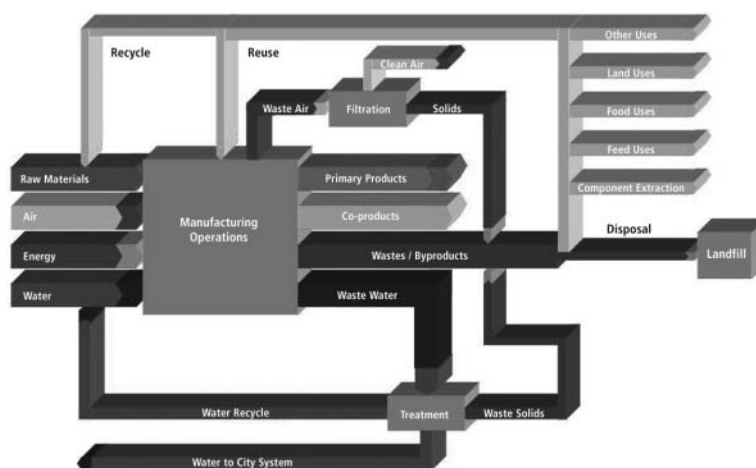 Recycle
Reuse
Other Uses
Clean Air
Land Uses
Waste Air
Filtration
Solids
Food Uses
Feed Uses
Raw Materials
Primary Products
Component Extraction
Air
Manufacturing
Operations
Co-products
Disposal
Energy
Wastes / Byproducts
Landfill
Water
Waste Water
Water Recycle
Treatment
Waste Solids
Water to City System